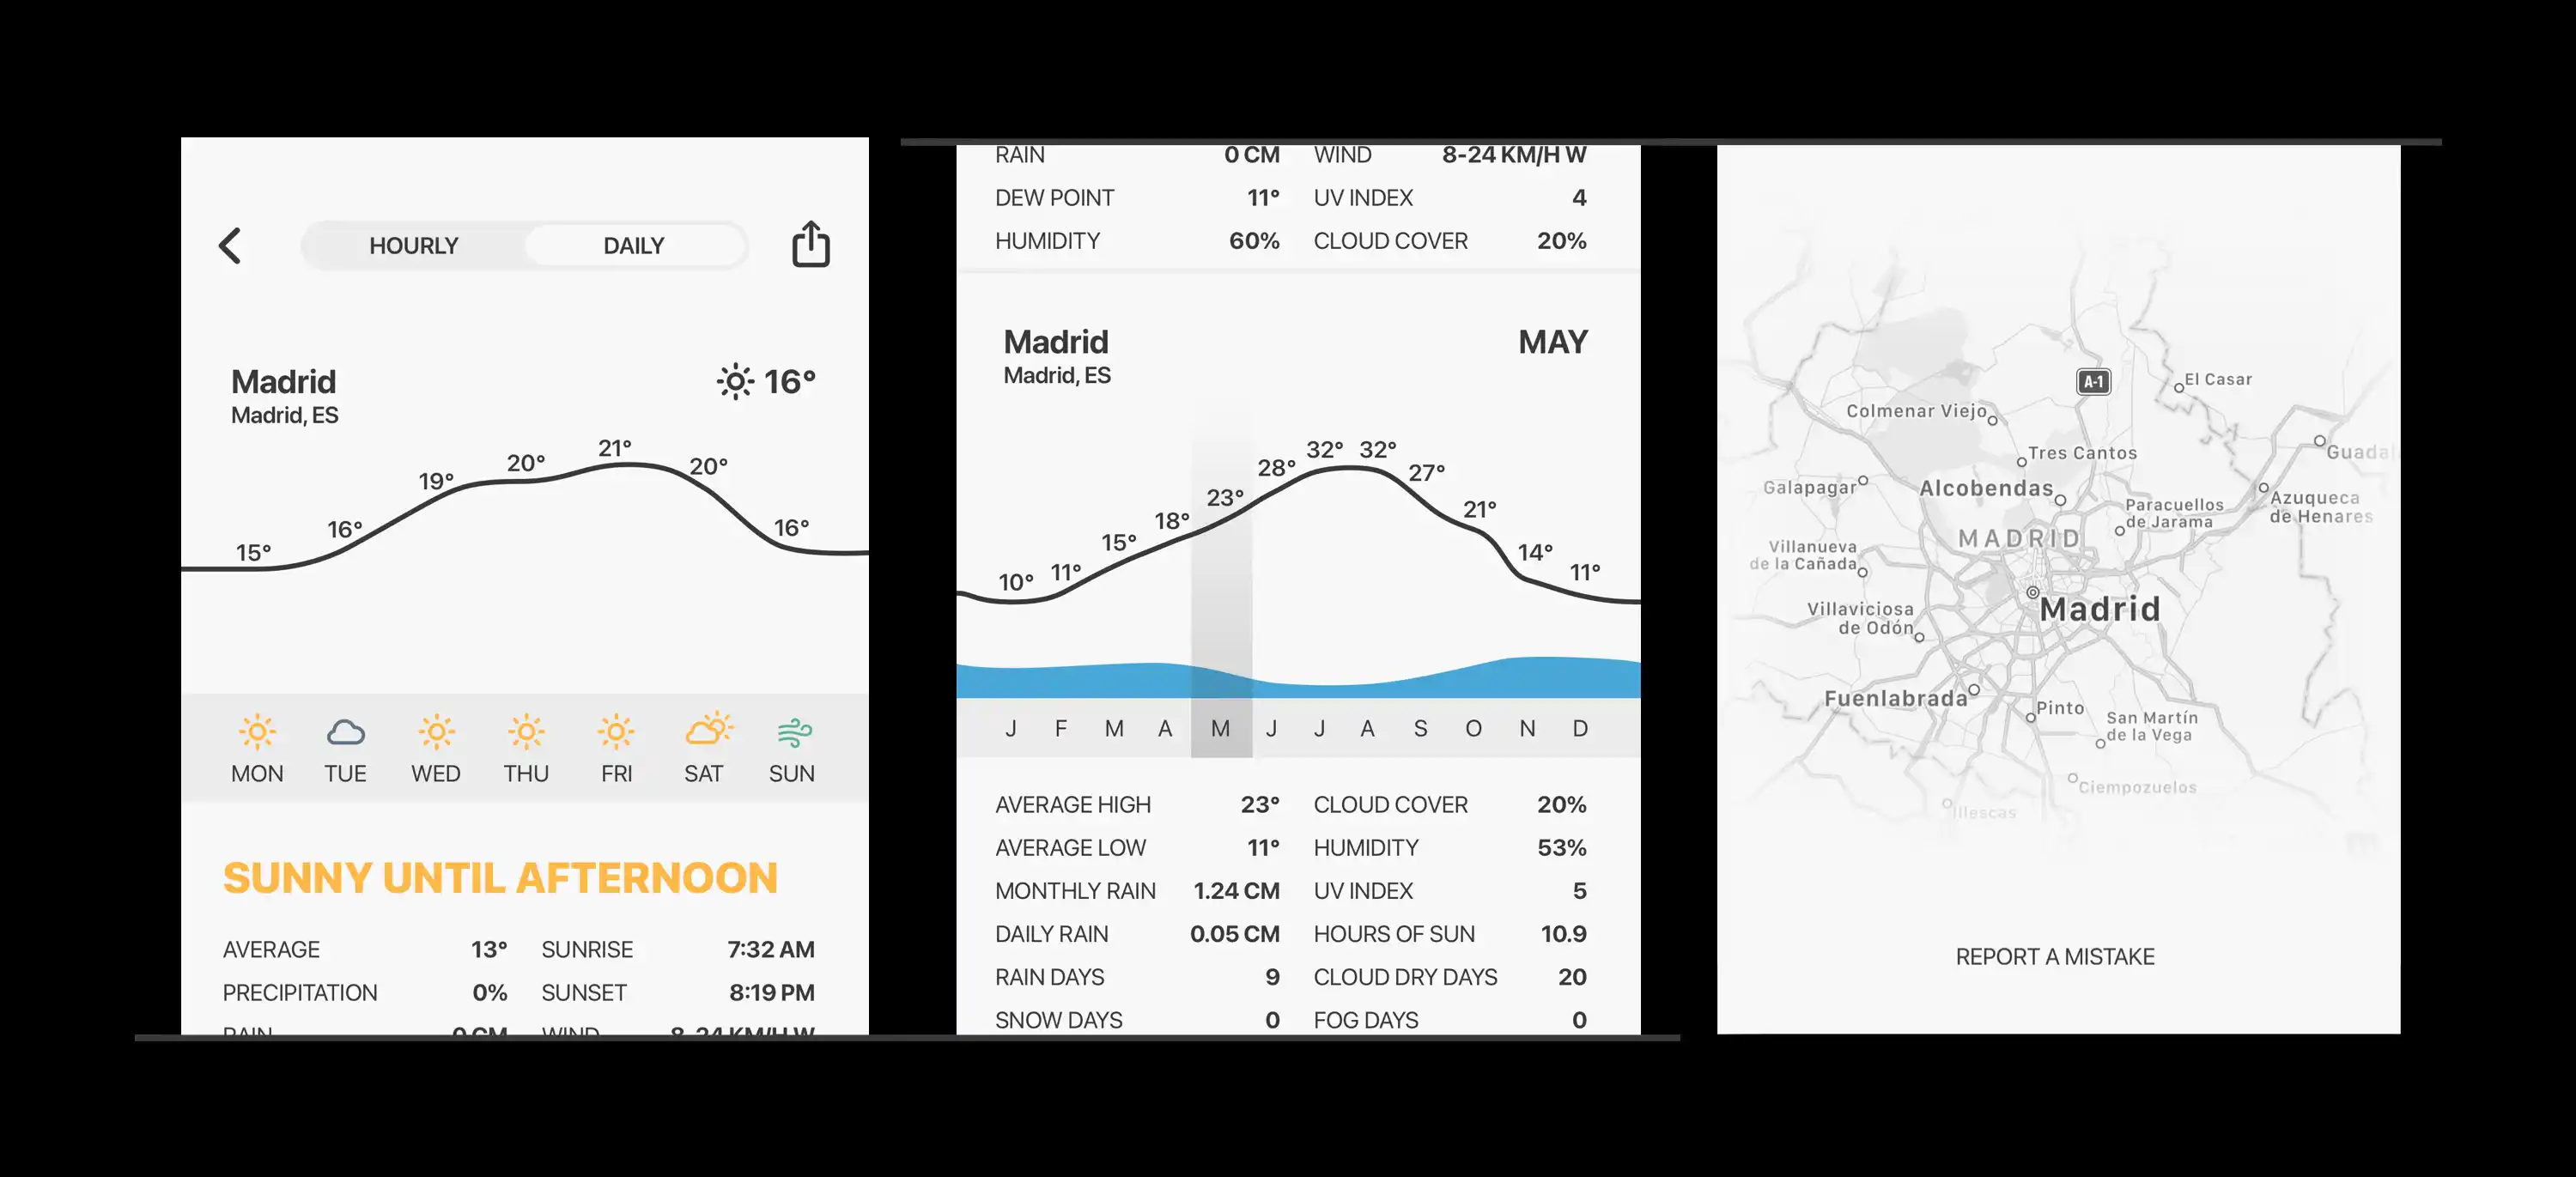 HOURLY
DAILY
Madrid
16°
Madrid, ES
15°
16°
19°
20°
21°
20°
16°
MON
TUE
WED
THU
FRI
SAT
SUN
SUNNY UNTIL AFTERNOON
AVERAGE 13° SUNRISE 7:32 AM
PRECIPITATION 0% SUNSET 8:19 PM
RAIN 0 CM WIND 8-24 KM/H W
RAIN 0 CM WIND 8-24 KM/H W
DEW POINT 11° UV INDEX 4
HUMIDITY 60% CLOUD COVER 20%
Madrid
MAY
Madrid, ES
10°
11°
15°
18°
23°
28°
32°
32°
27°
21°
14°
11°
J F M A M J J A S O N D
AVERAGE HIGH 23° CLOUD COVER 20%
AVERAGE LOW 11° HUMIDITY 53%
MONTHLY RAIN 1.24 CM UV INDEX 5
DAILY RAIN 0.05 CM HOURS OF SUN 10.9
RAIN DAYS 9 CLOUD DRY DAYS 20
SNOW DAYS 0 FOG DAYS 0
A-1
El Casar
Colmenar Viejo
Tres Cantos
Guadal
Galapagar
Alcobendas
Azuqueca
de Henares
Paracuellos
de Jarama
MADRID
Villanueva
de la Cañada
Madrid
Villaviciosa
de Odón
Fuenlabrada
Pinto
San Martín
de la Vega
Ciempozuelos
Illescas
REPORT A MISTAKE